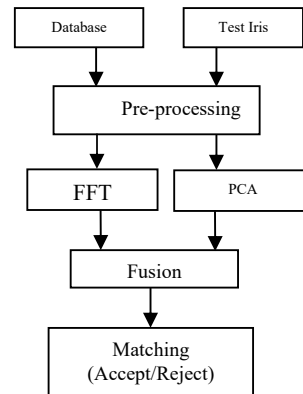 Database
Test Iris
Pre-processing
FFT
PCA
Fusion
Matching
(Accept/Reject)